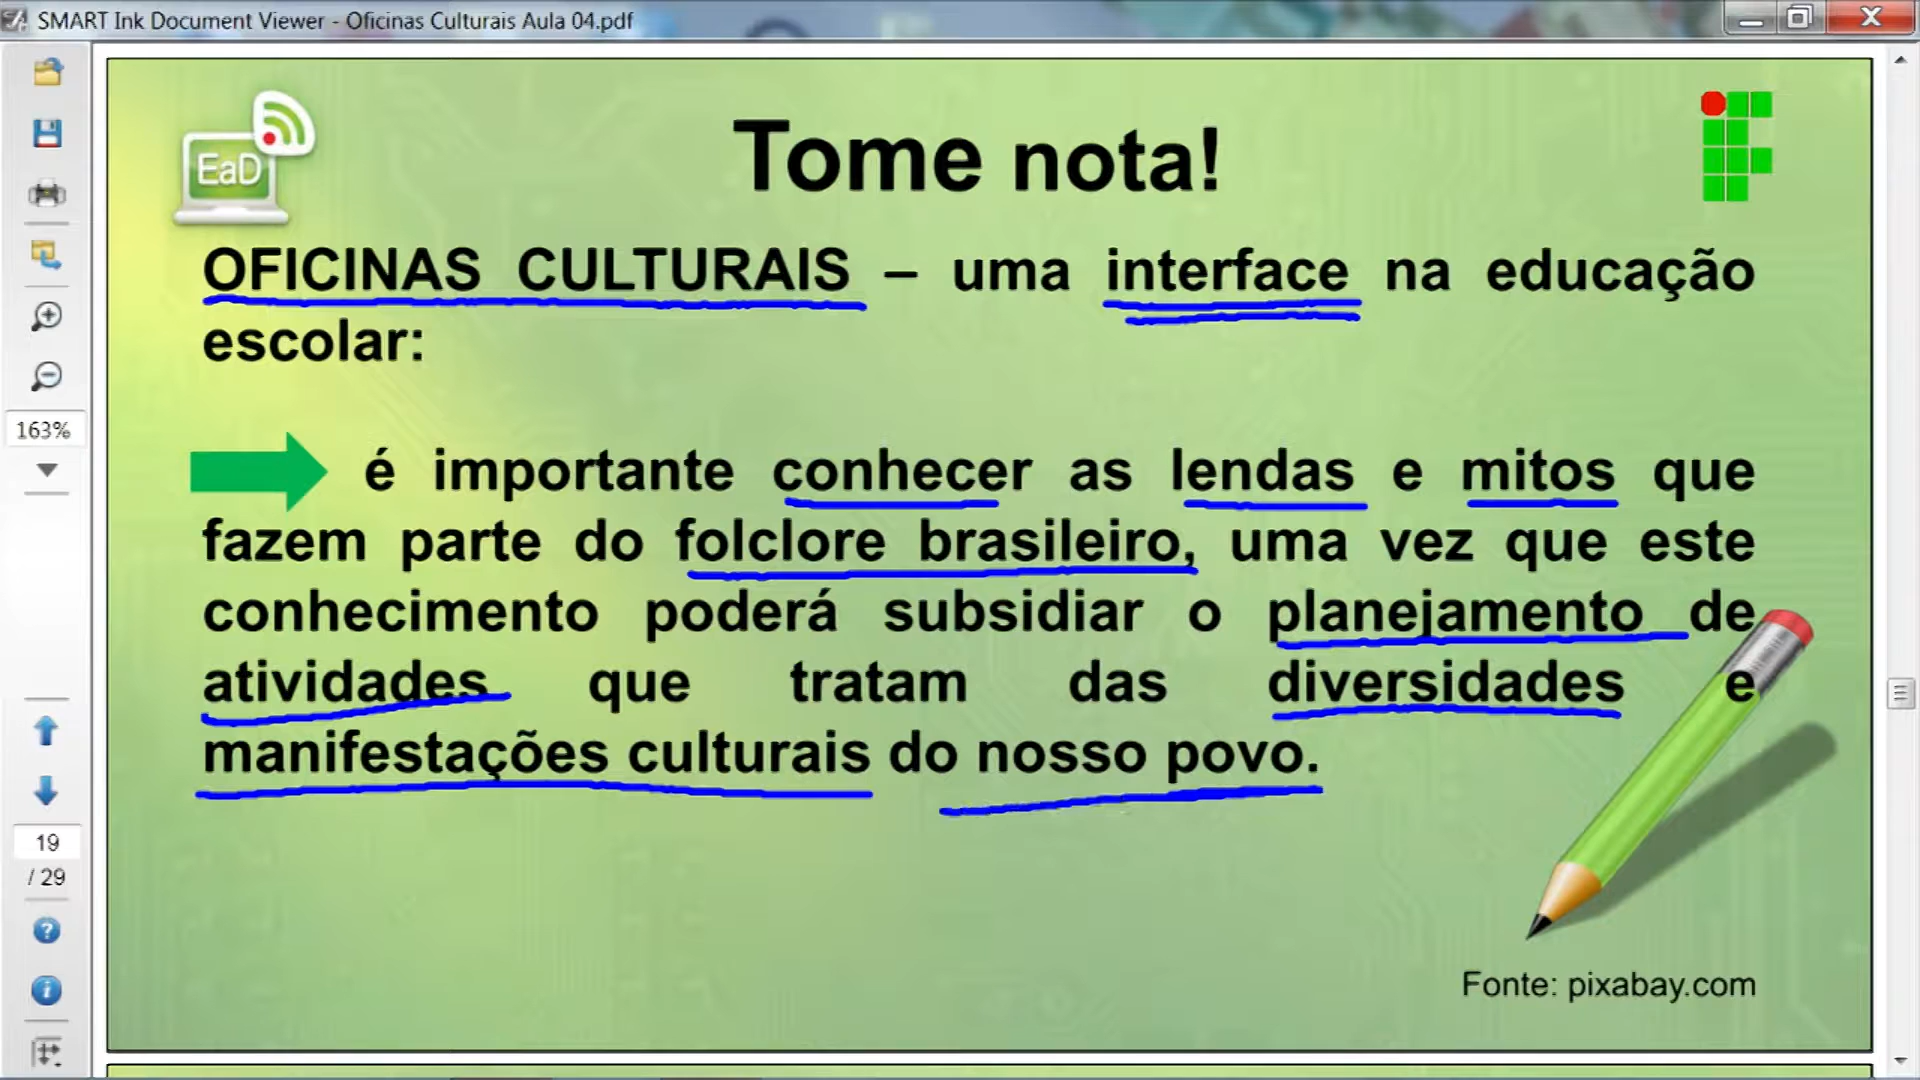 SMART Ink Document Viewer - Oficinas Culturais Aula 04.pdf
EaD
Tome nota!
OFICINAS CULTURAIS – uma interface na educação
escolar:
163%
é importante conhecer as lendas e mitos que
fazem parte do folclore brasileiro, uma vez que este
conhecimento poderá subsidiar o planejamento de
atividades que tratam das diversidades e
manifestações culturais do nosso povo.
19
/ 29
Fonte: pixabay.com